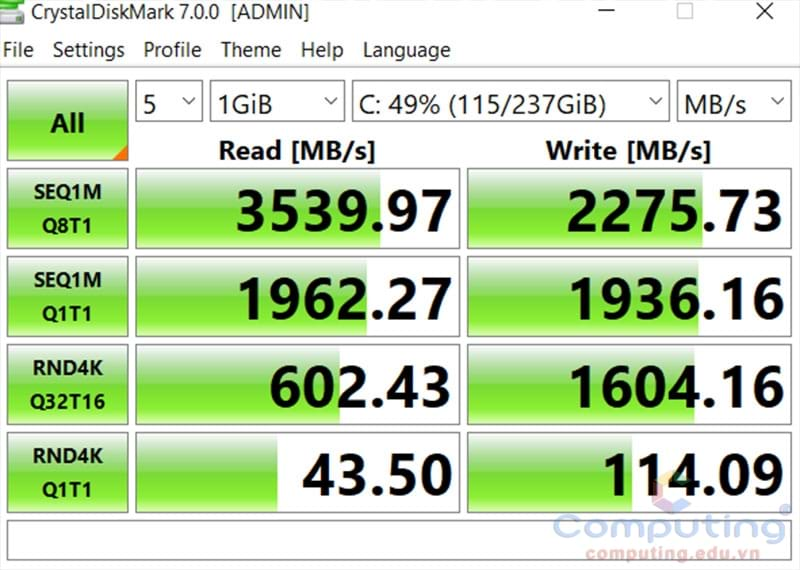 CrystalDiskMark 7.0.0 [ADMIN]
File Settings Profile Theme Help Language
All 5 1GiB C: 49% (115/237GiB) MB/s
Read [MB/s] Write [MB/s]
SEQ1M
Q8T1
3539.97 2275.73
SEQ1M
Q1T1
1962.27 1936.16
RND4K
Q32T16
602.43 1604.16
RND4K
Q1T1
43.50 114.09
Computing
computing.edu.vn